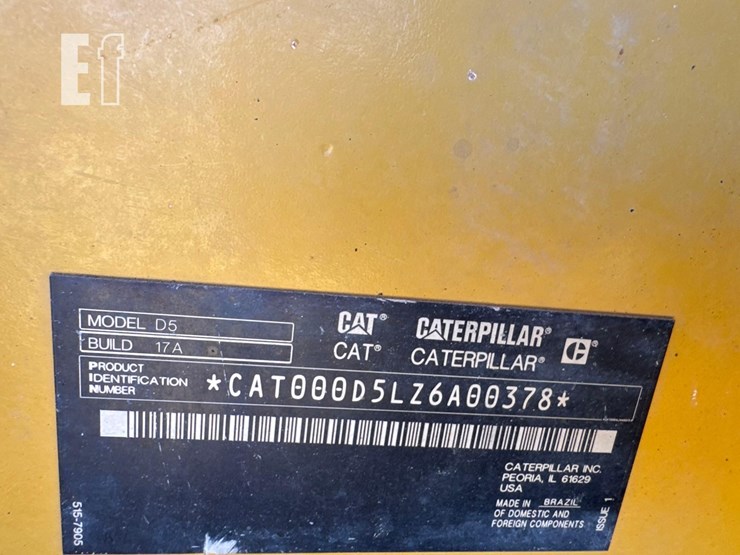 Ef
MODEL D5
BUILD 17A
CAT® CATERPILLAR® C
CAT® CATERPILLAR®
PRODUCT
IDENTIFICATION
NUMBER
*CAT000D5LZ6A00378*
CATERPILLAR INC.
PEORIA, IL 61629
USA
MADE IN BRAZIL
OF DOMESTIC AND
FOREIGN COMPONENTS
ISSUE 1
515-7905